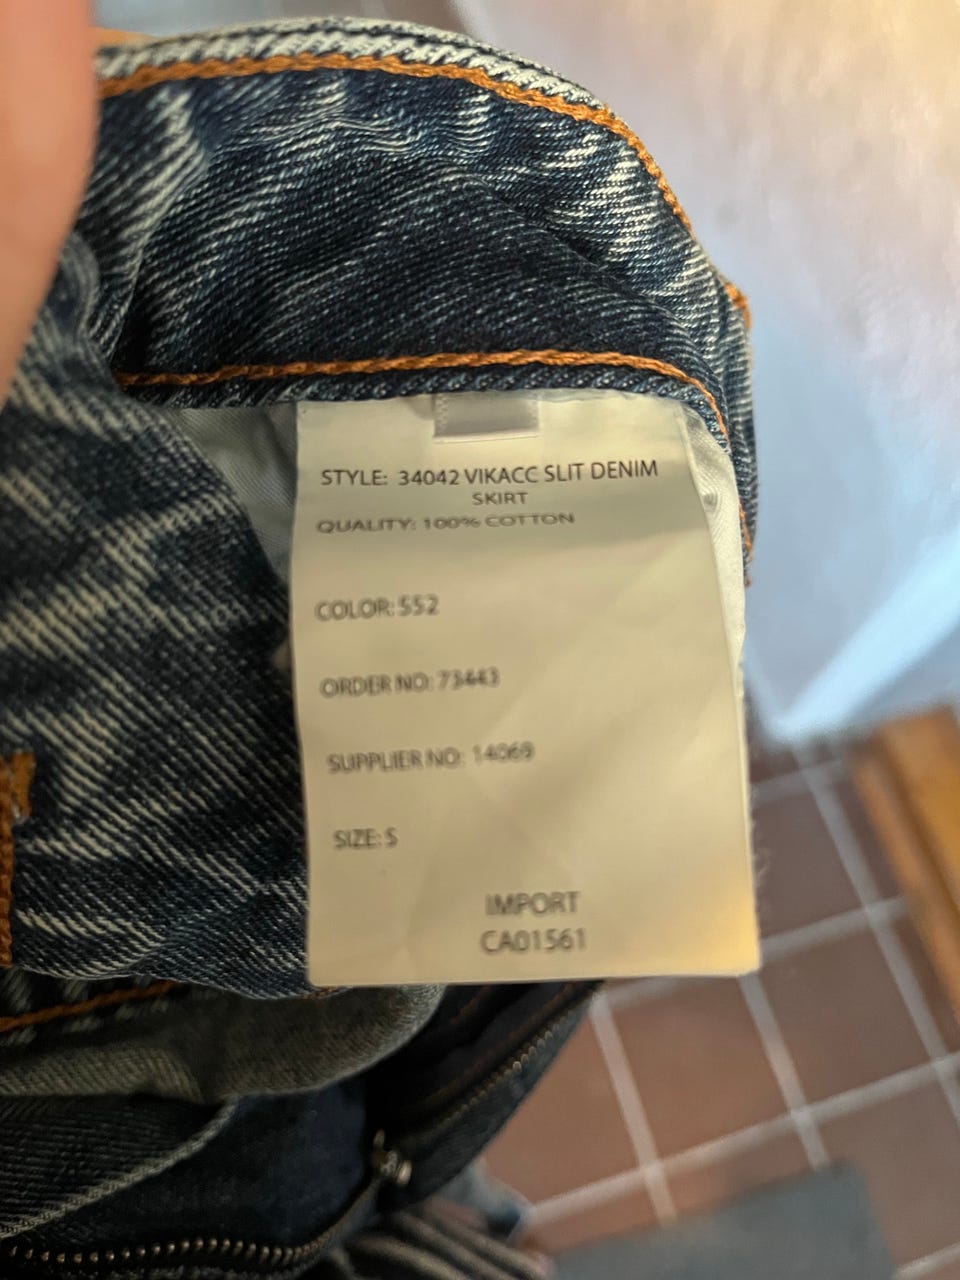 STYLE: 34042 VIKACC SLIT DENIM
SKIRT
QUALITY: 100% COTTON
COLOR: 552
ORDER NO: 73443
SUPPLIER NO: 14069
SIZE: S
IMPORT
CA01561